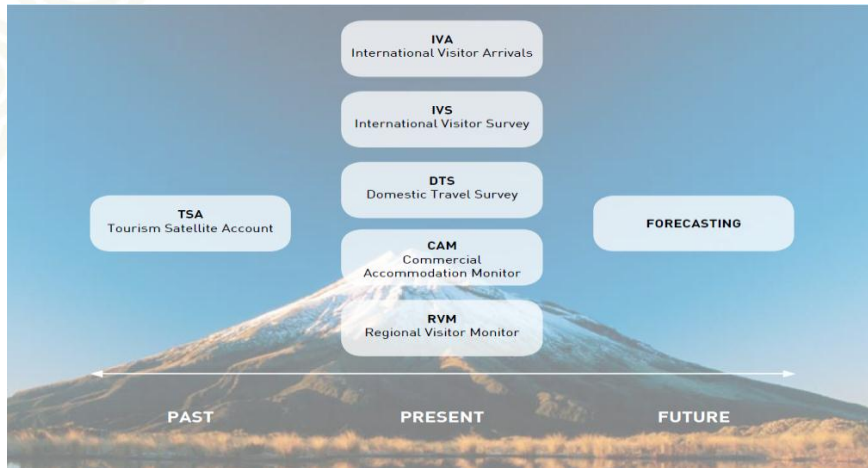 IVA
International Visitor Arrivals
IVS
International Visitor Survey
DTS
Domestic Travel Survey
TSA
Tourism Satellite Account
FORECASTING
CAM
Commercial
Accommodation Monitor
RVM
Regional Visitor Monitor
PAST
PRESENT
FUTURE